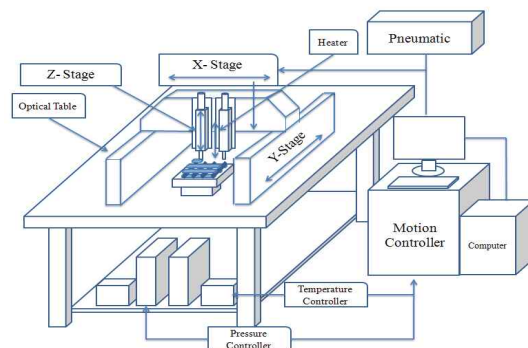 Pneumatic
Heater
X- Stage
Z- Stage
Optical Table
Y-Stage
Motion
Controller
Computer
Temperature
Controller
Pressure
Controller